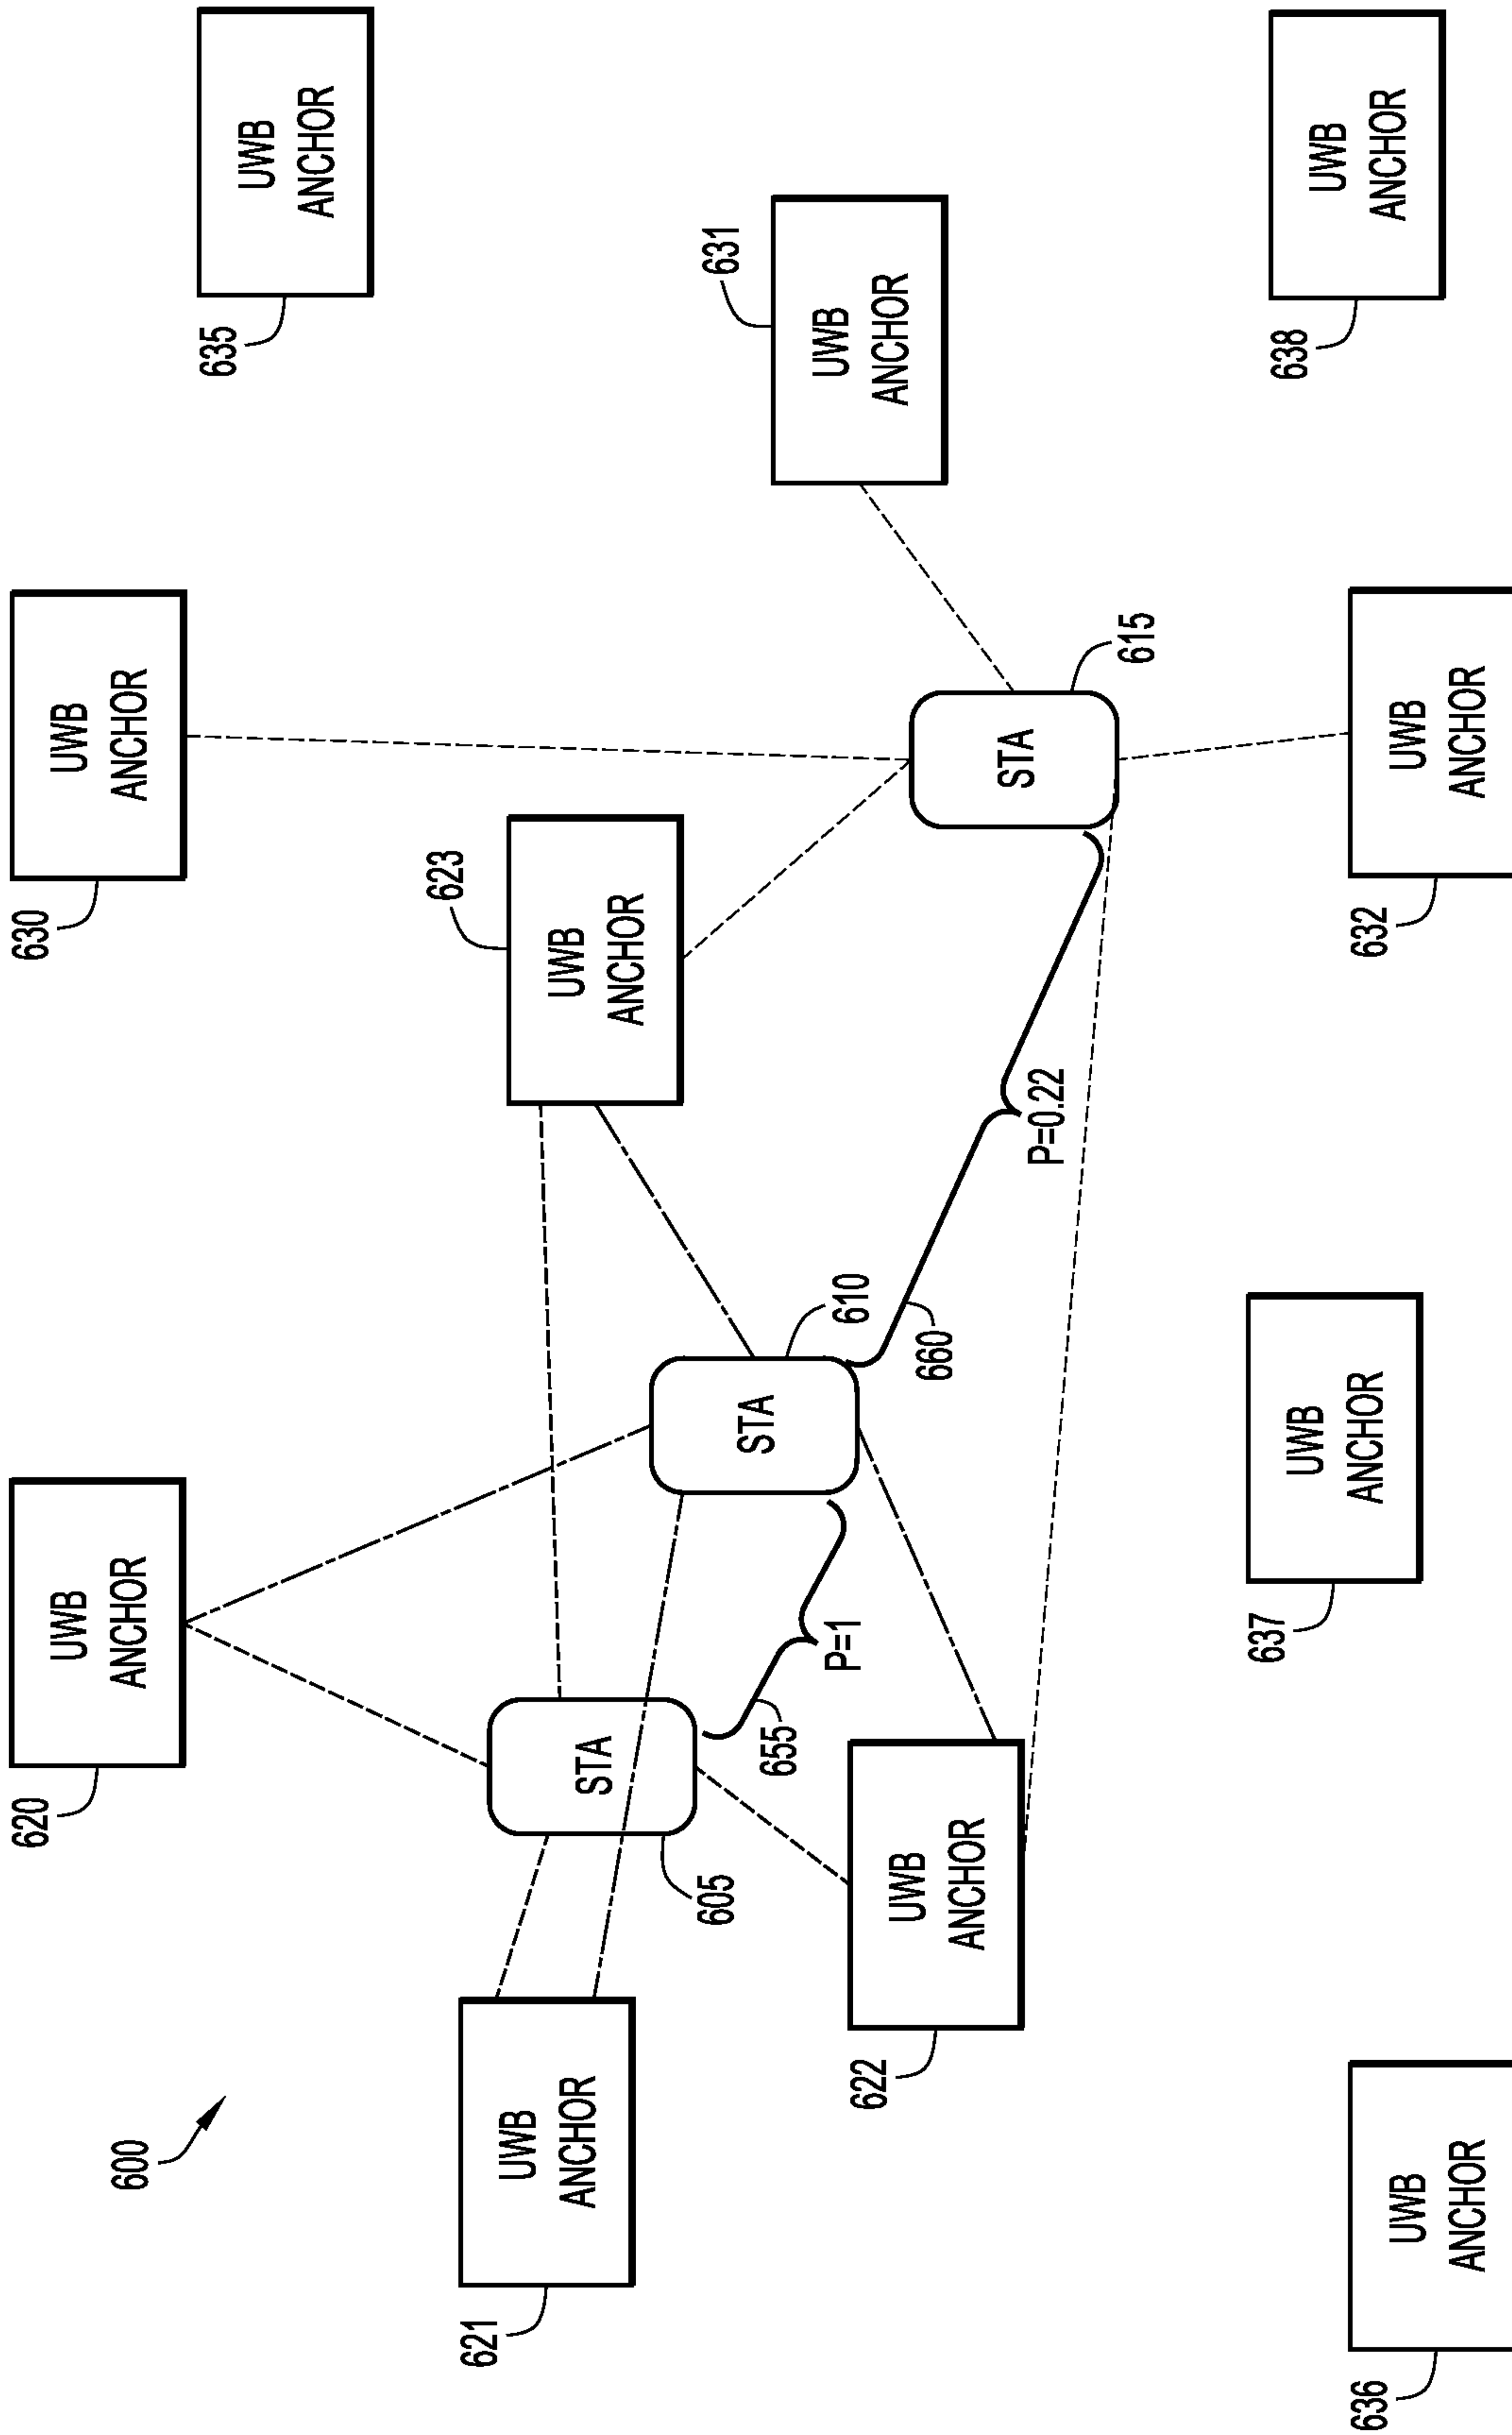 600
620
UWB
ANCHOR
630
UWB
ANCHOR
635
UWB
ANCHOR
621
UWB
ANCHOR
623
UWB
ANCHOR
STA
605
STA
610
631
UWB
ANCHOR
655
P=1
622
UWB
ANCHOR
660
P=0.22
STA
615
637
UWB
ANCHOR
638
UWB
ANCHOR
636
UWB
ANCHOR
632
UWB
ANCHOR